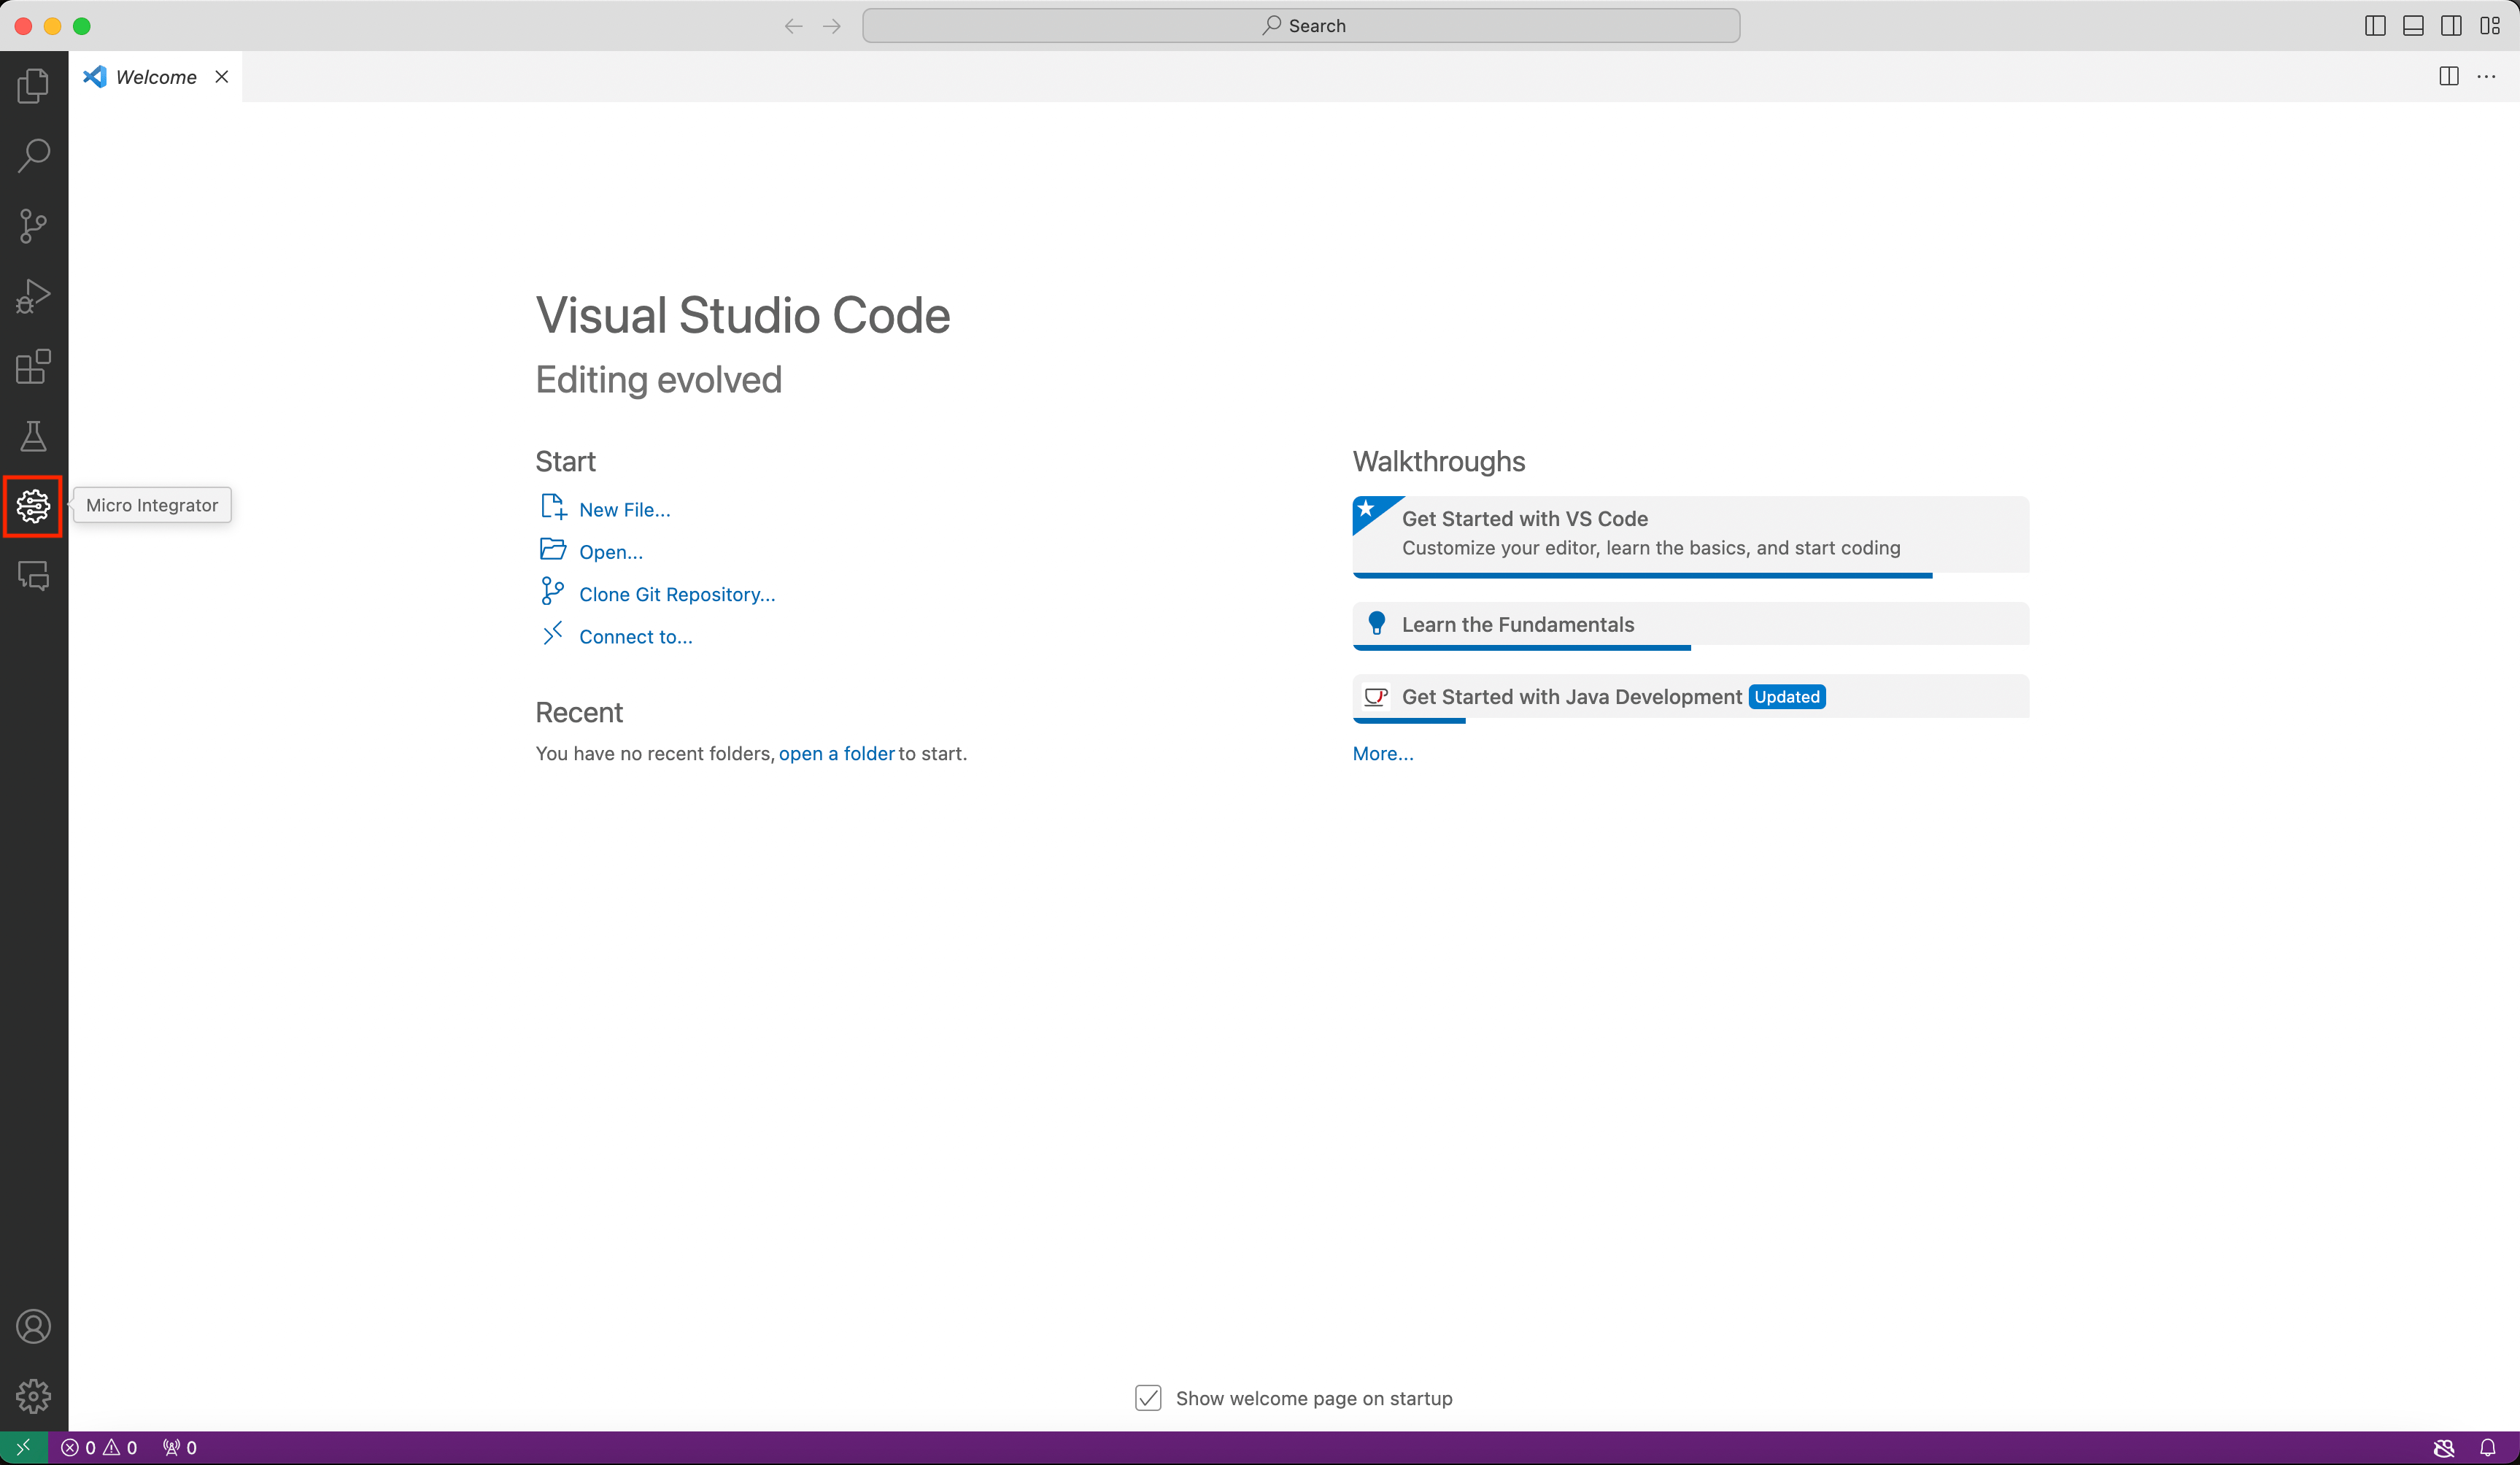 Search
Welcome
Visual Studio Code
Editing evolved
Start
New File...
Open...
Clone Git Repository...
Connect to...
Recent
You have no recent folders, open a folder to start.
Walkthroughs
Get Started with VS Code
Customize your editor, learn the basics, and start coding
Learn the Fundamentals
Get Started with Java Development Updated
More...
Micro Integrator
Show welcome page on startup
0 0 0